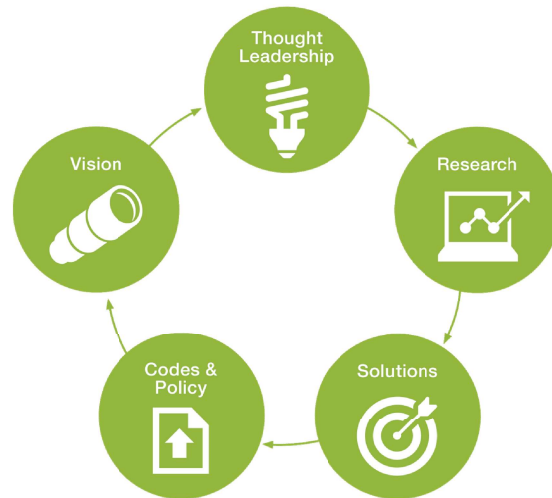 Thought
Leadership
Research
Solutions
Codes &
Policy
Vision